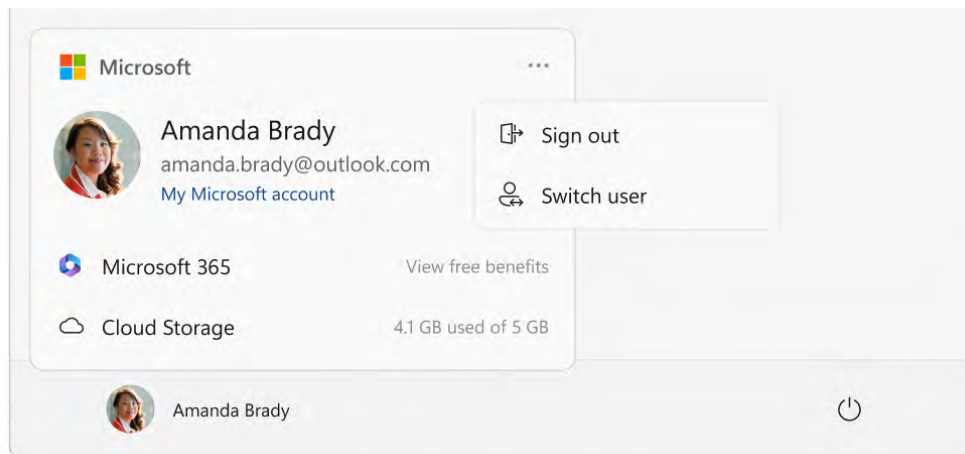 Microsoft
Amanda Brady
amanda.brady@outlook.com
My Microsoft account
Sign out
Switch user
Microsoft 365 View free benefits
Cloud Storage 4.1 GB used of 5 GB
Amanda Brady